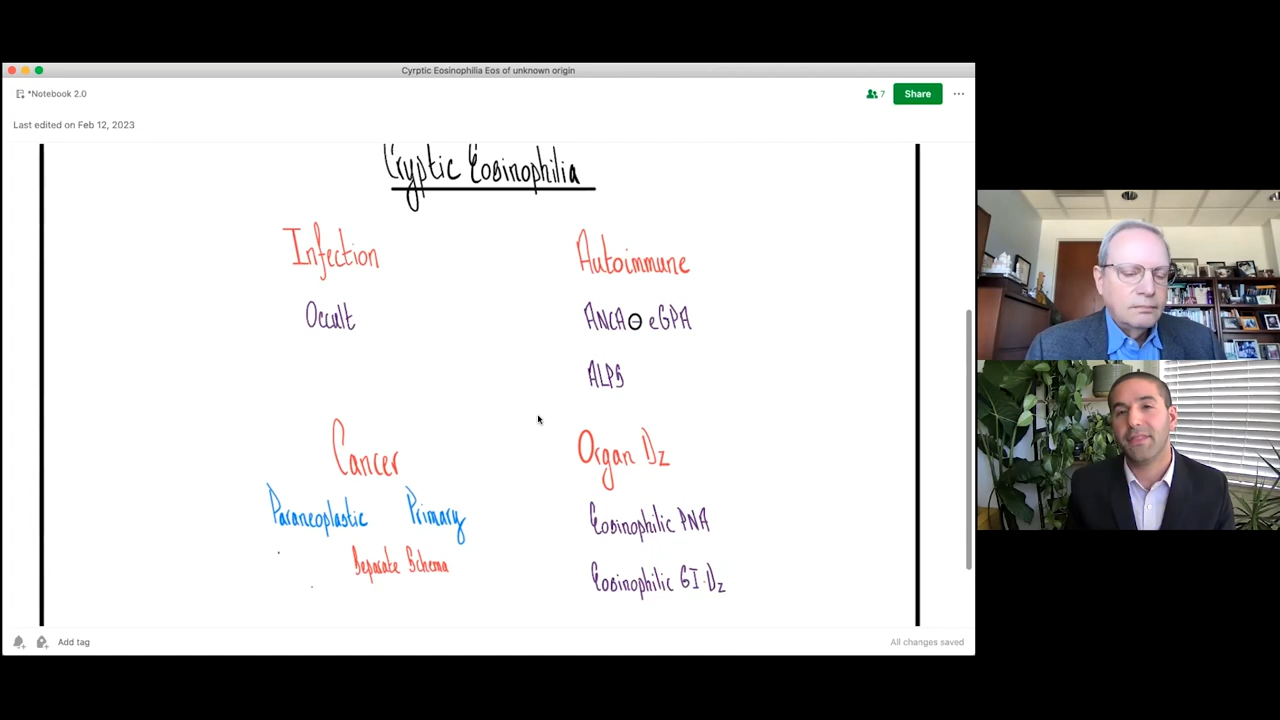 Cyrptic Eosinophilia Eos of unknown origin
*Notebook 2.0
7
Share
Last edited on Feb 12, 2023
Cryptic Eosinophilia
Infection
Autoimmune
Occult
ANCA⊖ eGPA
ALPS
Cancer
Organ Dz
Paraneoplastic Primary
Eosinophilic PNA
Separate Schema
Eosinophilic GI Dz
Add tag
All changes saved